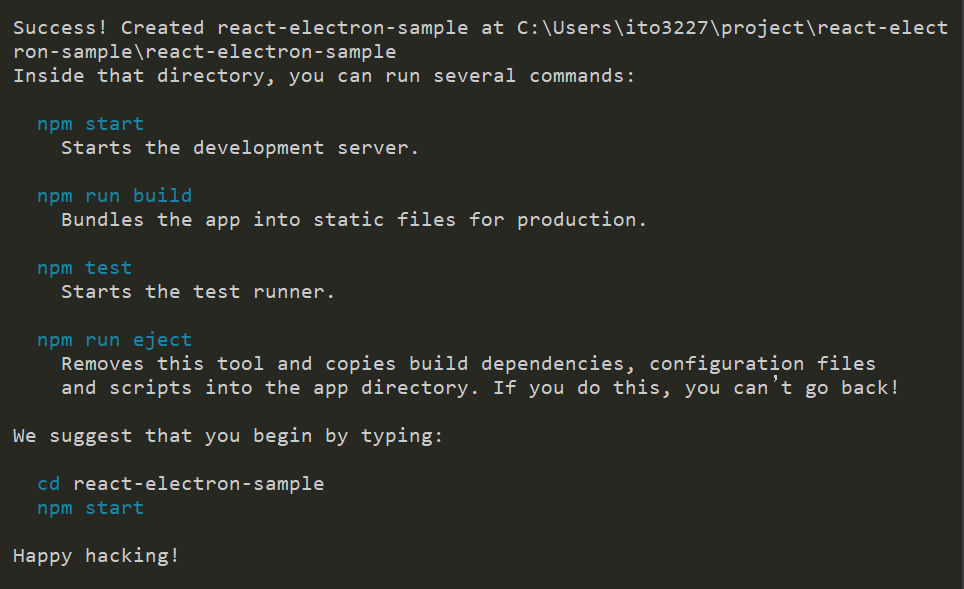 Success! Created react-electron-sample at C:\Users\ito3227\project\react-elect
ron-sample\react-electron-sample
Inside that directory, you can run several commands:
npm start
Starts the development server.
npm run build
Bundles the app into static files for production.
npm test
Starts the test runner.
npm run eject
Removes this tool and copies build dependencies, configuration files
and scripts into the app directory. If you do this, you can’t go back!
We suggest that you begin by typing:
cd react-electron-sample
npm start
Happy hacking!